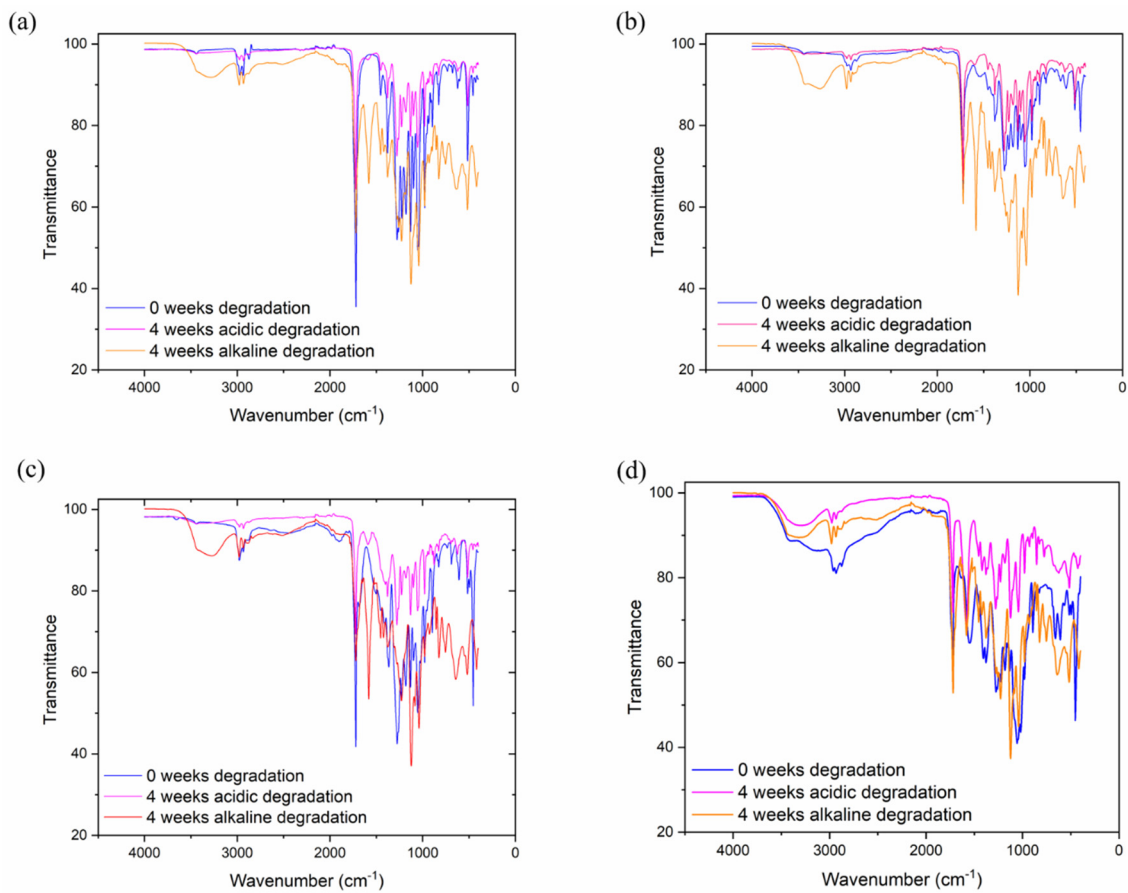 (a)
100
80
60
40
20
Transmittance
0 weeks degradation
4 weeks acidic degradation
4 weeks alkaline degradation
4000 3000 2000 1000 0
Wavenumber (cm⁻¹)
(b)
100
80
60
40
20
Transmittance
0 weeks degradation
4 weeks acidic degradation
4 weeks alkaline degradation
4000 3000 2000 1000 0
Wavenumber (cm⁻¹)
(c)
100
80
60
40
20
Transmittance
0 weeks degradation
4 weeks acidic degradation
4 weeks alkaline degradation
4000 3000 2000 1000 0
Wavenumber (cm⁻¹)
(d)
100
80
60
40
20
Transmittance
0 weeks degradation
4 weeks acidic degradation
4 weeks alkaline degradation
4000 3000 2000 1000 0
Wavenumber (cm⁻¹)